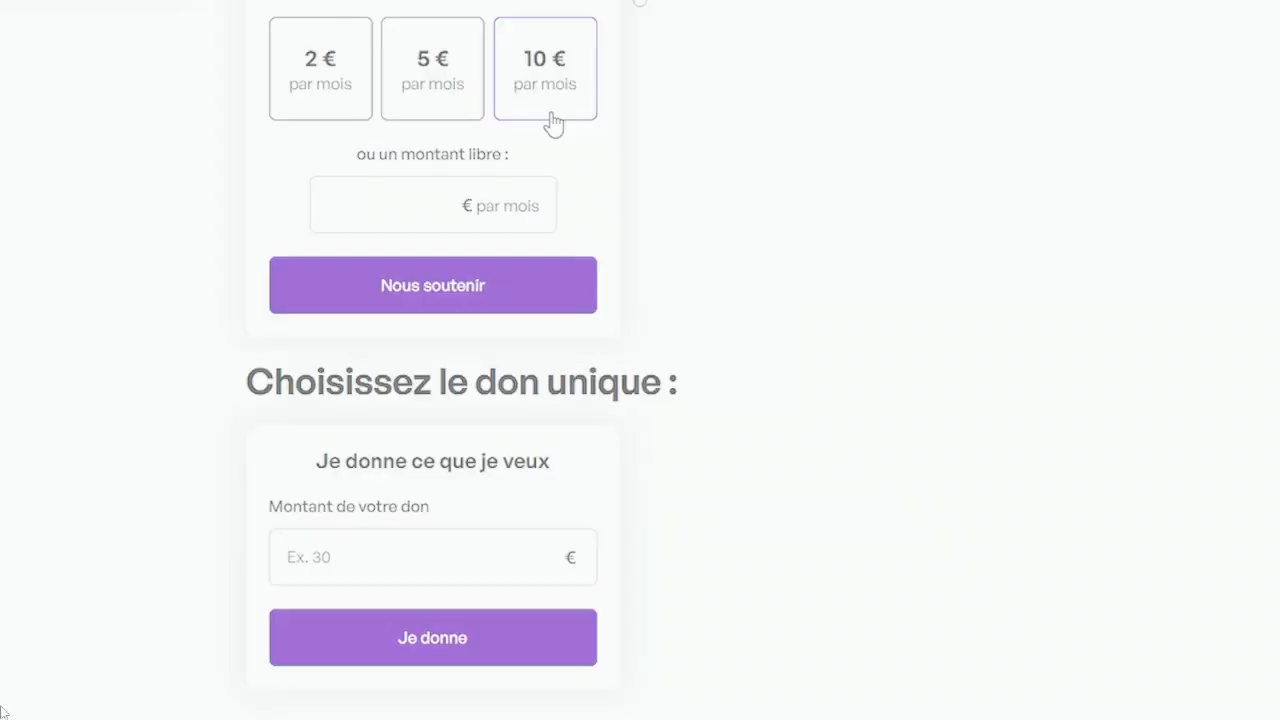 2 € 5 € 10 €
par mois par mois par mois
ou un montant libre :
€ par mois
Nous soutenir
Choisissez le don unique :
Je donne ce que je veux
Montant de votre don
Ex. 30 €
Je donne